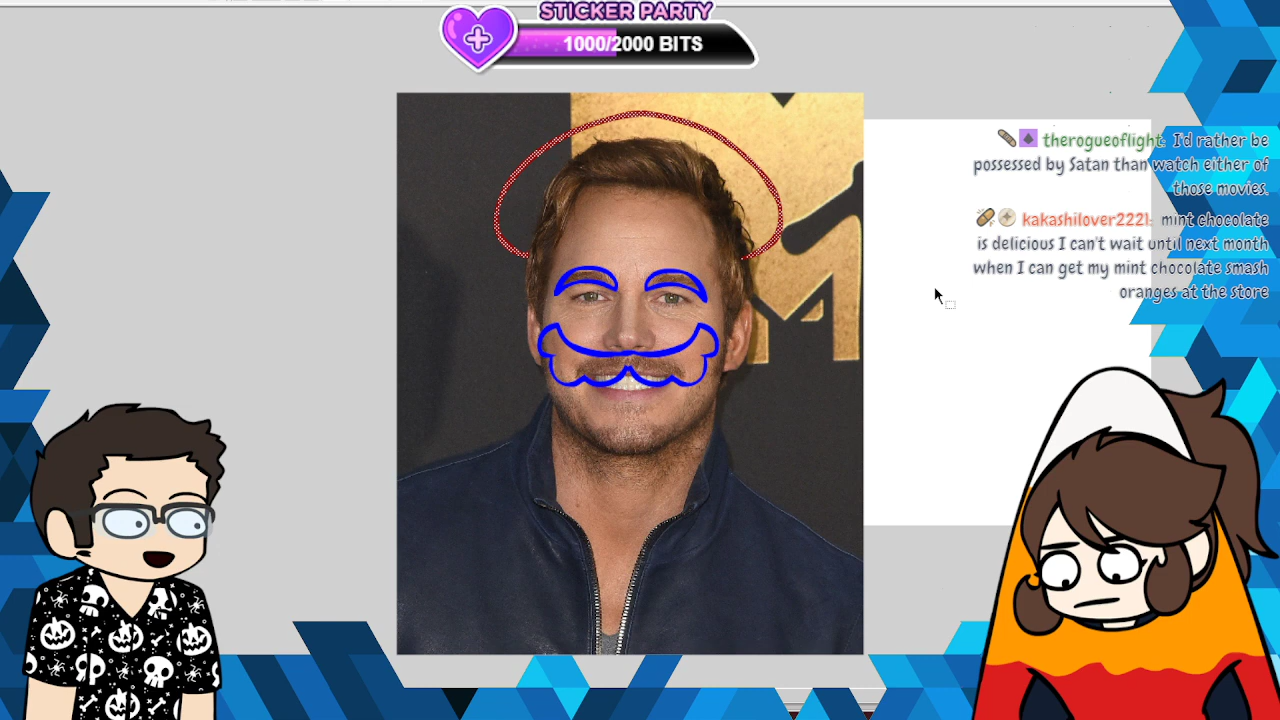 STICKER PARTY
1000/2000 BITS
therogueoflight: I'd rather be
possessed by Satan than watch either of
those movies.
kakashilover2221: mint chocolate
is delicious I can't wait until next month
when I can get my mint chocolate smash
oranges at the store